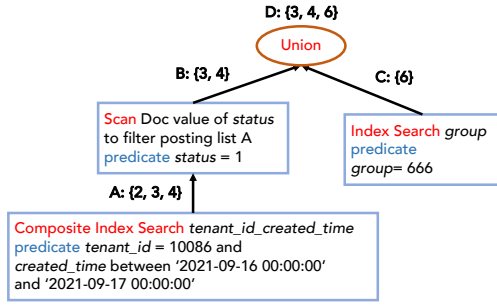 D: {3, 4, 6}
Union
B: {3, 4}
C: {6}
Scan Doc value of status
to filter posting list A
predicate status = 1
Index Search group
predicate
group= 666
A: {2, 3, 4}
Composite Index Search tenant_id_created_time
predicate tenant_id = 10086 and
created_time between ‘2021-09-16 00:00:00‘
and ‘2021-09-17 00:00:00‘